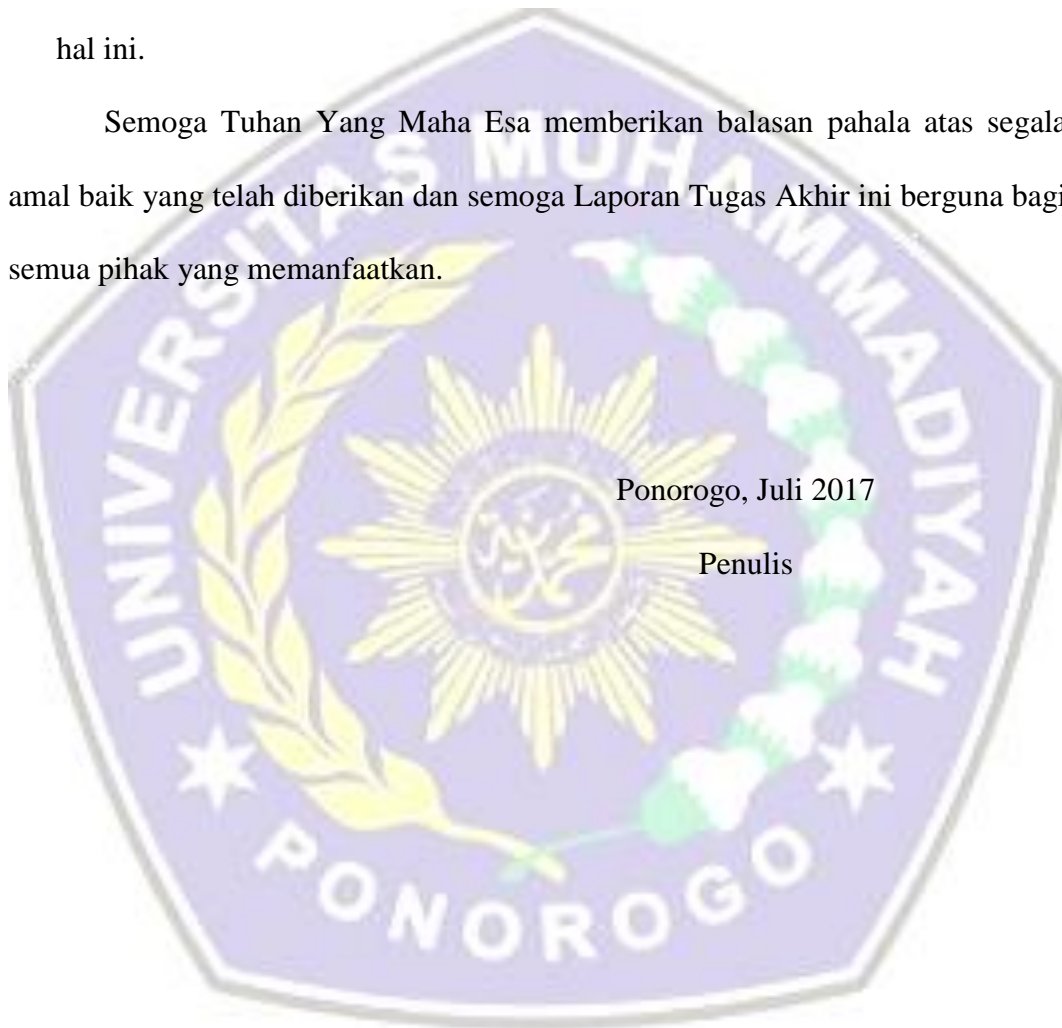 hal ini.
Semoga Tuhan Yang Maha Esa memberikan balasan pahala atas segala
amal baik yang telah diberikan dan semoga Laporan Tugas Akhir ini berguna bagi
semua pihak yang memanfaatkan.
Ponorogo, Juli 2017
Penulis
UNIVERSITAS MUHAMMADIYAH
PONOROGO